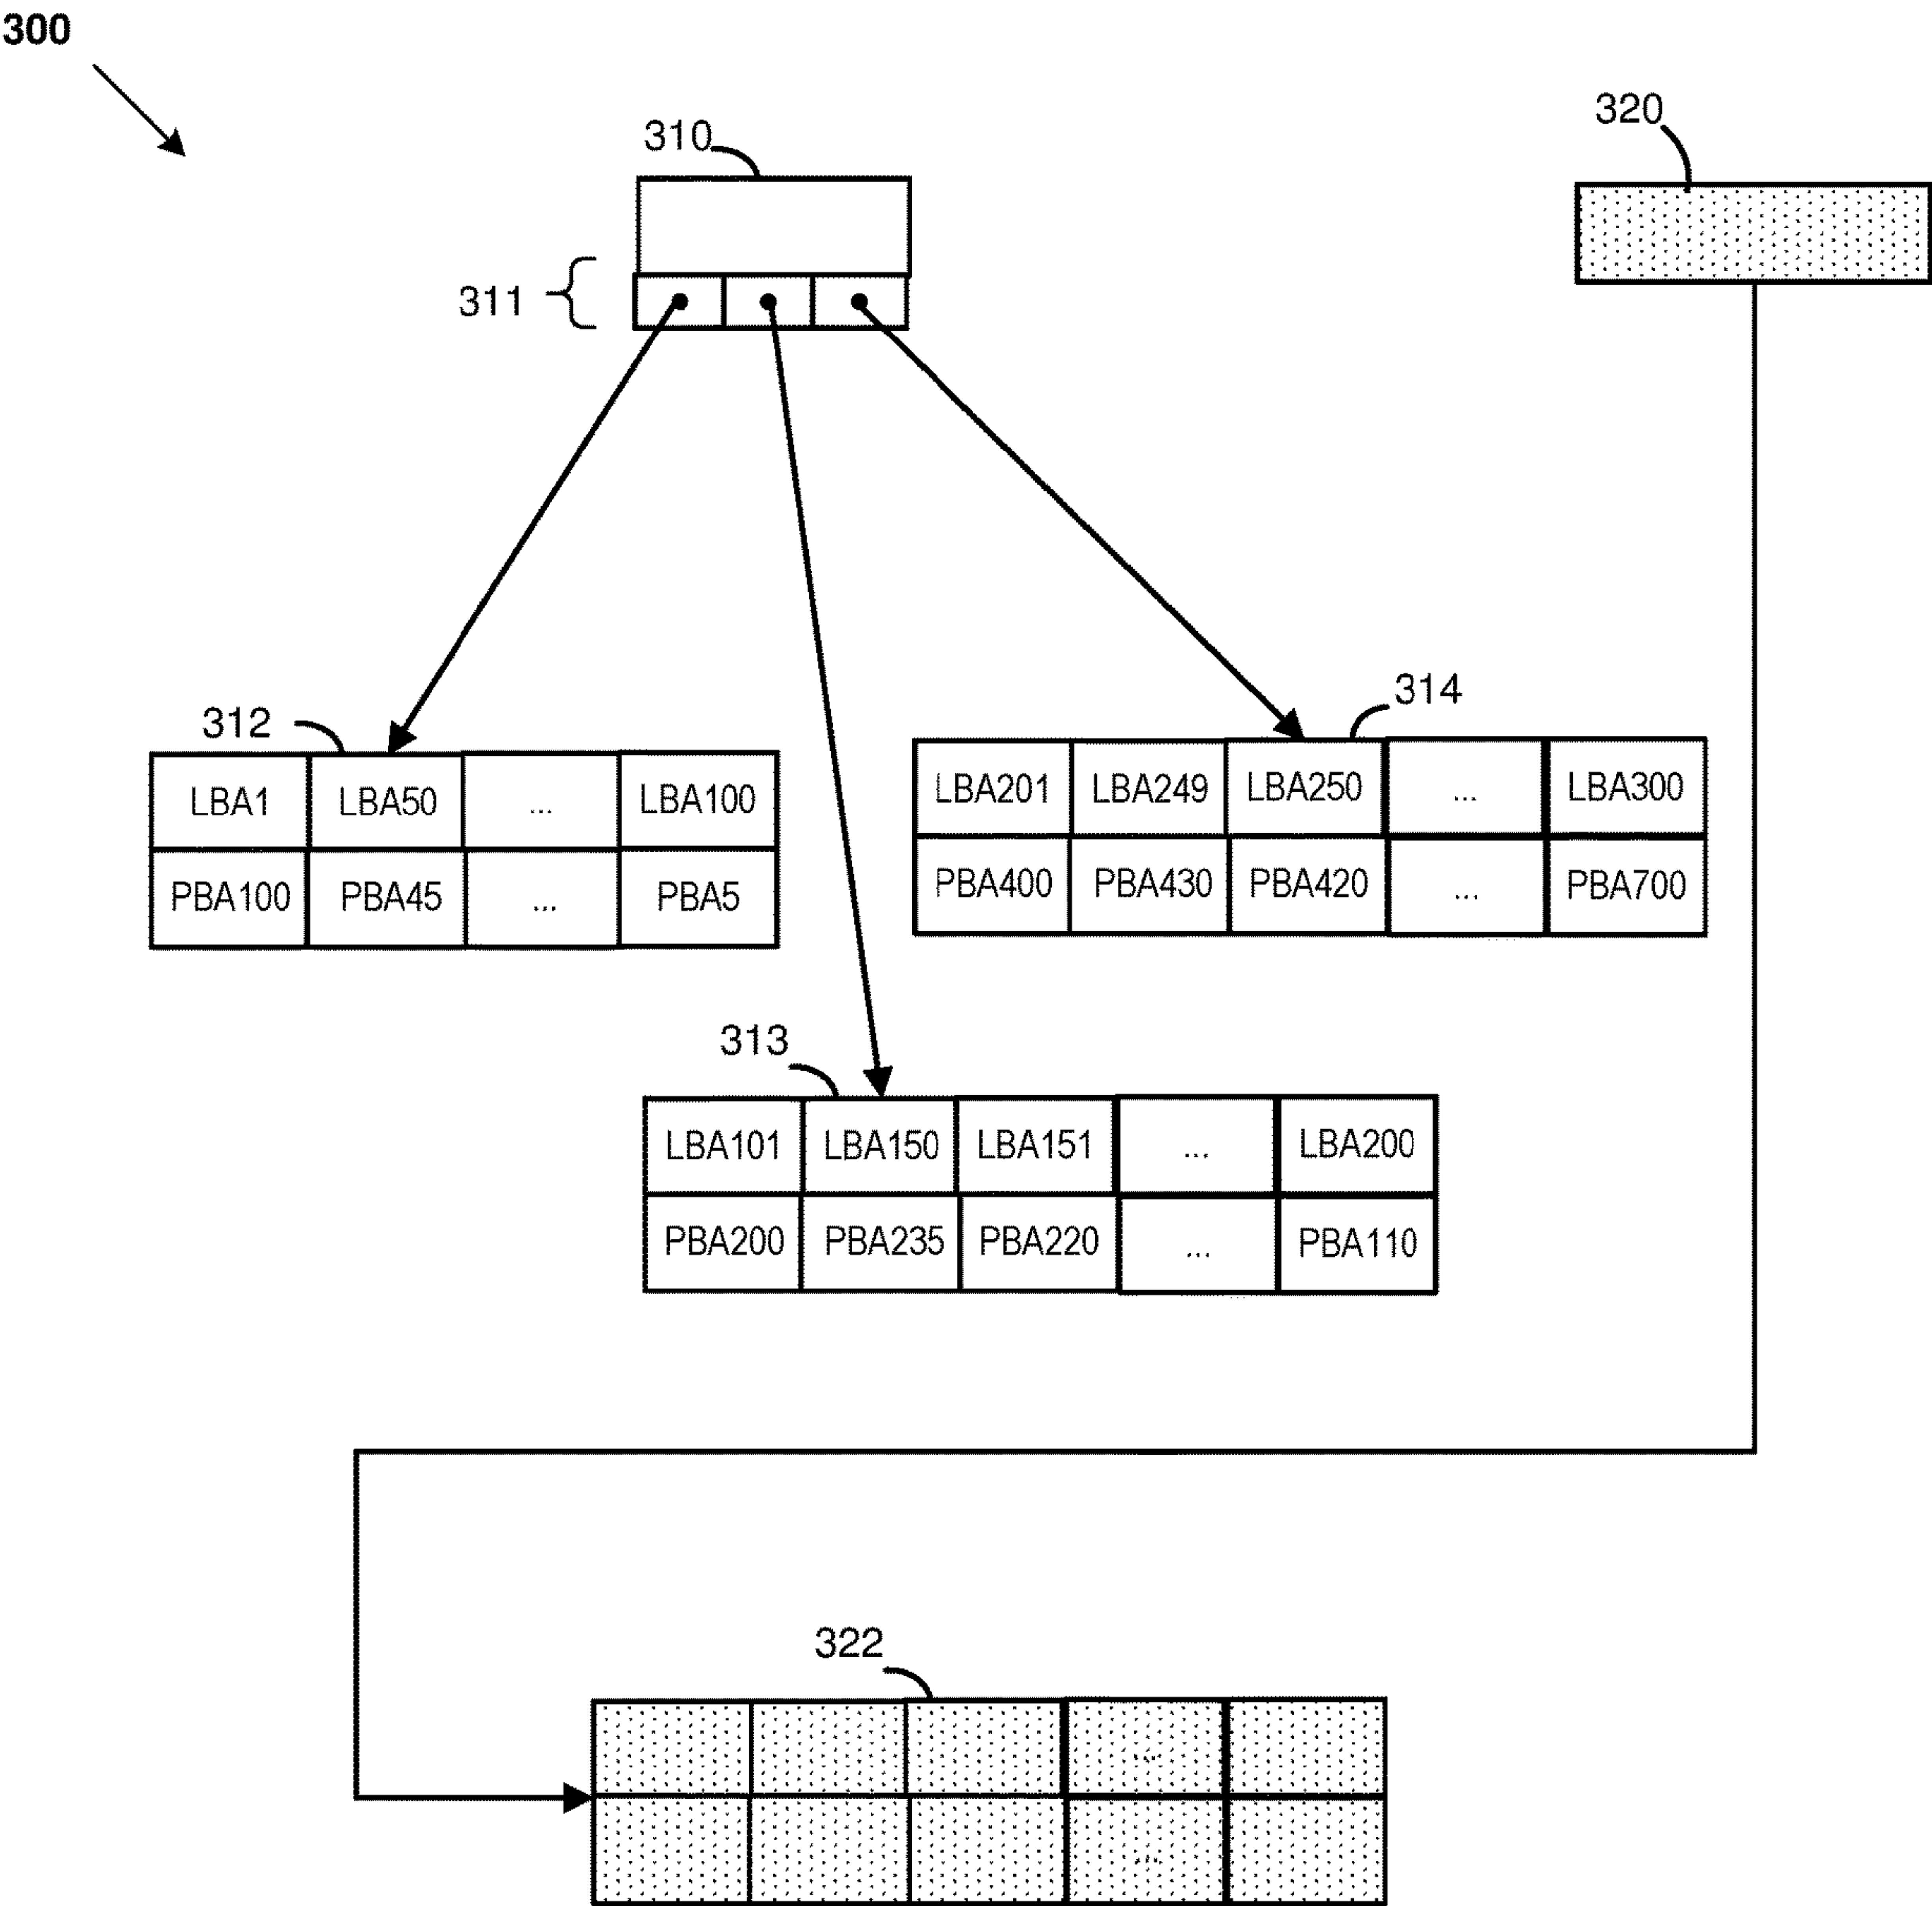 300
320
310
311
314
312
LBA201 LBA249 LBA250 ... LBA300
LBA1 LBA50 ... LBA100
PBA400 PBA430 PBA420 ... PBA700
PBA100 PBA45 ... PBA5
313
LBA101 LBA150 LBA151 ... LBA200
PBA200 PBA235 PBA220 ... PBA110
322
...
...